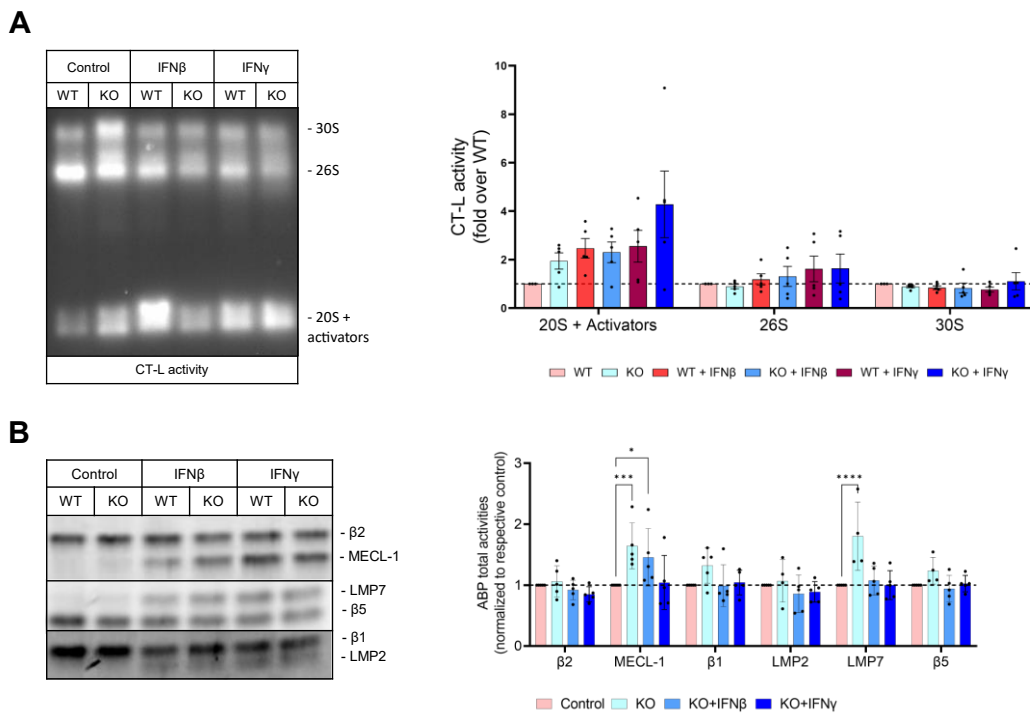 A
Control IFNβ IFNγ
WT KO WT KO WT KO
- 30S
- 26S
- 20S +
activators
CT-L activity
CT-L activity
(fold over WT)
10
8
6
4
2
0
20S + Activators 26S 30S
WT KO WT + IFNβ KO + IFNβ WT + IFNγ KO + IFNγ
B
Control IFNβ IFNγ
WT KO WT KO WT KO
- β2
- MECL-1
- LMP7
- β5
- β1
- LMP2
ABP total activities
(normalized to respective control)
3
2
1
0
*
***
****
β2 MECL-1 β1 LMP2 LMP7 β5
Control KO KO+IFNβ KO+IFNγ